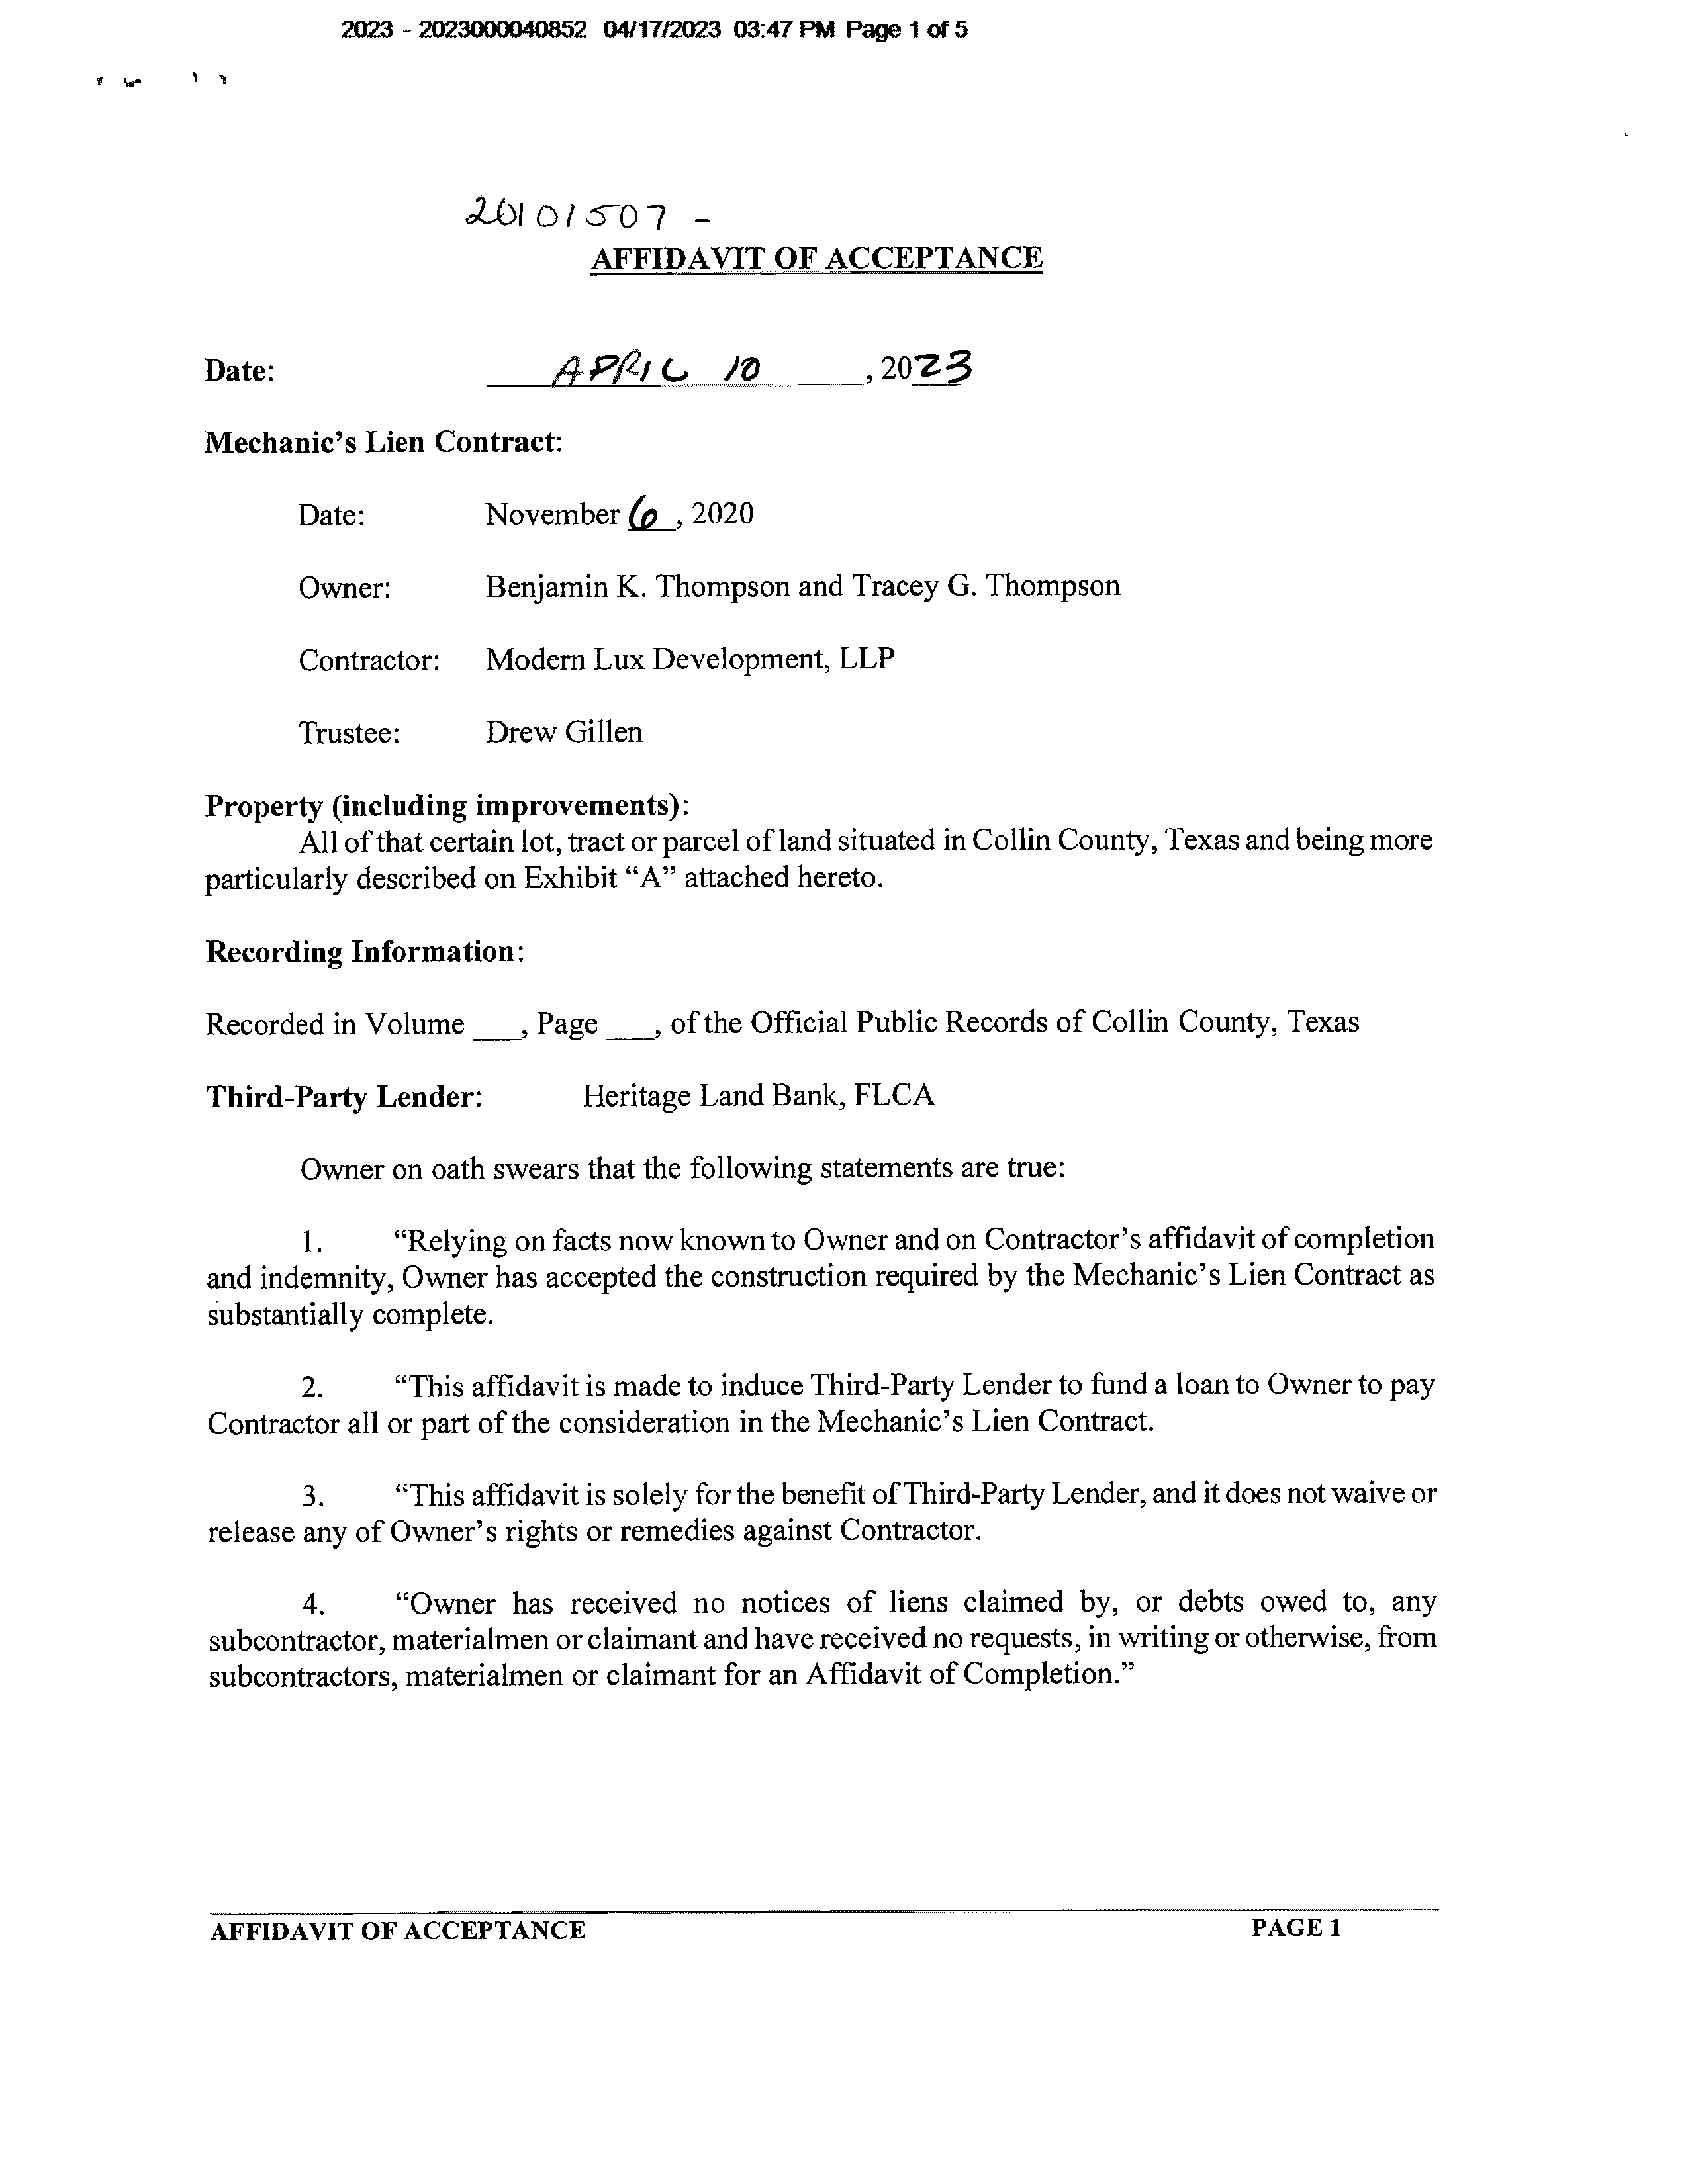 2023 - 2023000040852 04/17/2023 03:47 PM Page 1 of 5
20101507 -
AFFIDAVIT OF ACCEPTANCE
Date: APRIL 10, 2023
Mechanic's Lien Contract:
Date: November 6, 2020
Owner: Benjamin K. Thompson and Tracey G. Thompson
Contractor: Modern Lux Development, LLP
Trustee: Drew Gillen
Property (including improvements):
All of that certain lot, tract or parcel of land situated in Collin County, Texas and being more
particularly described on Exhibit “A” attached hereto.
Recording Information:
Recorded in Volume ___, Page ___, of the Official Public Records of Collin County, Texas
Third-Party Lender: Heritage Land Bank, FLCA
Owner on oath swears that the following statements are true:
1. “Relying on facts now known to Owner and on Contractor's affidavit of completion
and indemnity, Owner has accepted the construction required by the Mechanic's Lien Contract as
substantially complete.
2. “This affidavit is made to induce Third-Party Lender to fund a loan to Owner to pay
Contractor all or part of the consideration in the Mechanic's Lien Contract.
3. “This affidavit is solely for the benefit of Third-Party Lender, and it does not waive or
release any of Owner's rights or remedies against Contractor.
4. “Owner has received no notices of liens claimed by, or debts owed to, any
subcontractor, materialmen or claimant and have received no requests, in writing or otherwise, from
subcontractors, materialmen or claimant for an Affidavit of Completion.”
AFFIDAVIT OF ACCEPTANCE PAGE 1